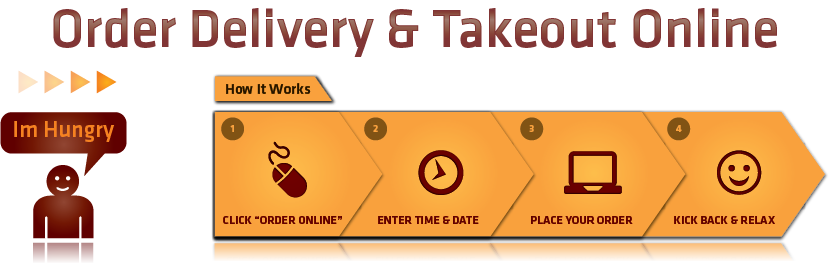 Order Delivery & Takeout Online
Im Hungry
How It Works
1
CLICK “ORDER ONLINE”
2
ENTER TIME & DATE
3
PLACE YOUR ORDER
4
KICK BACK & RELAX